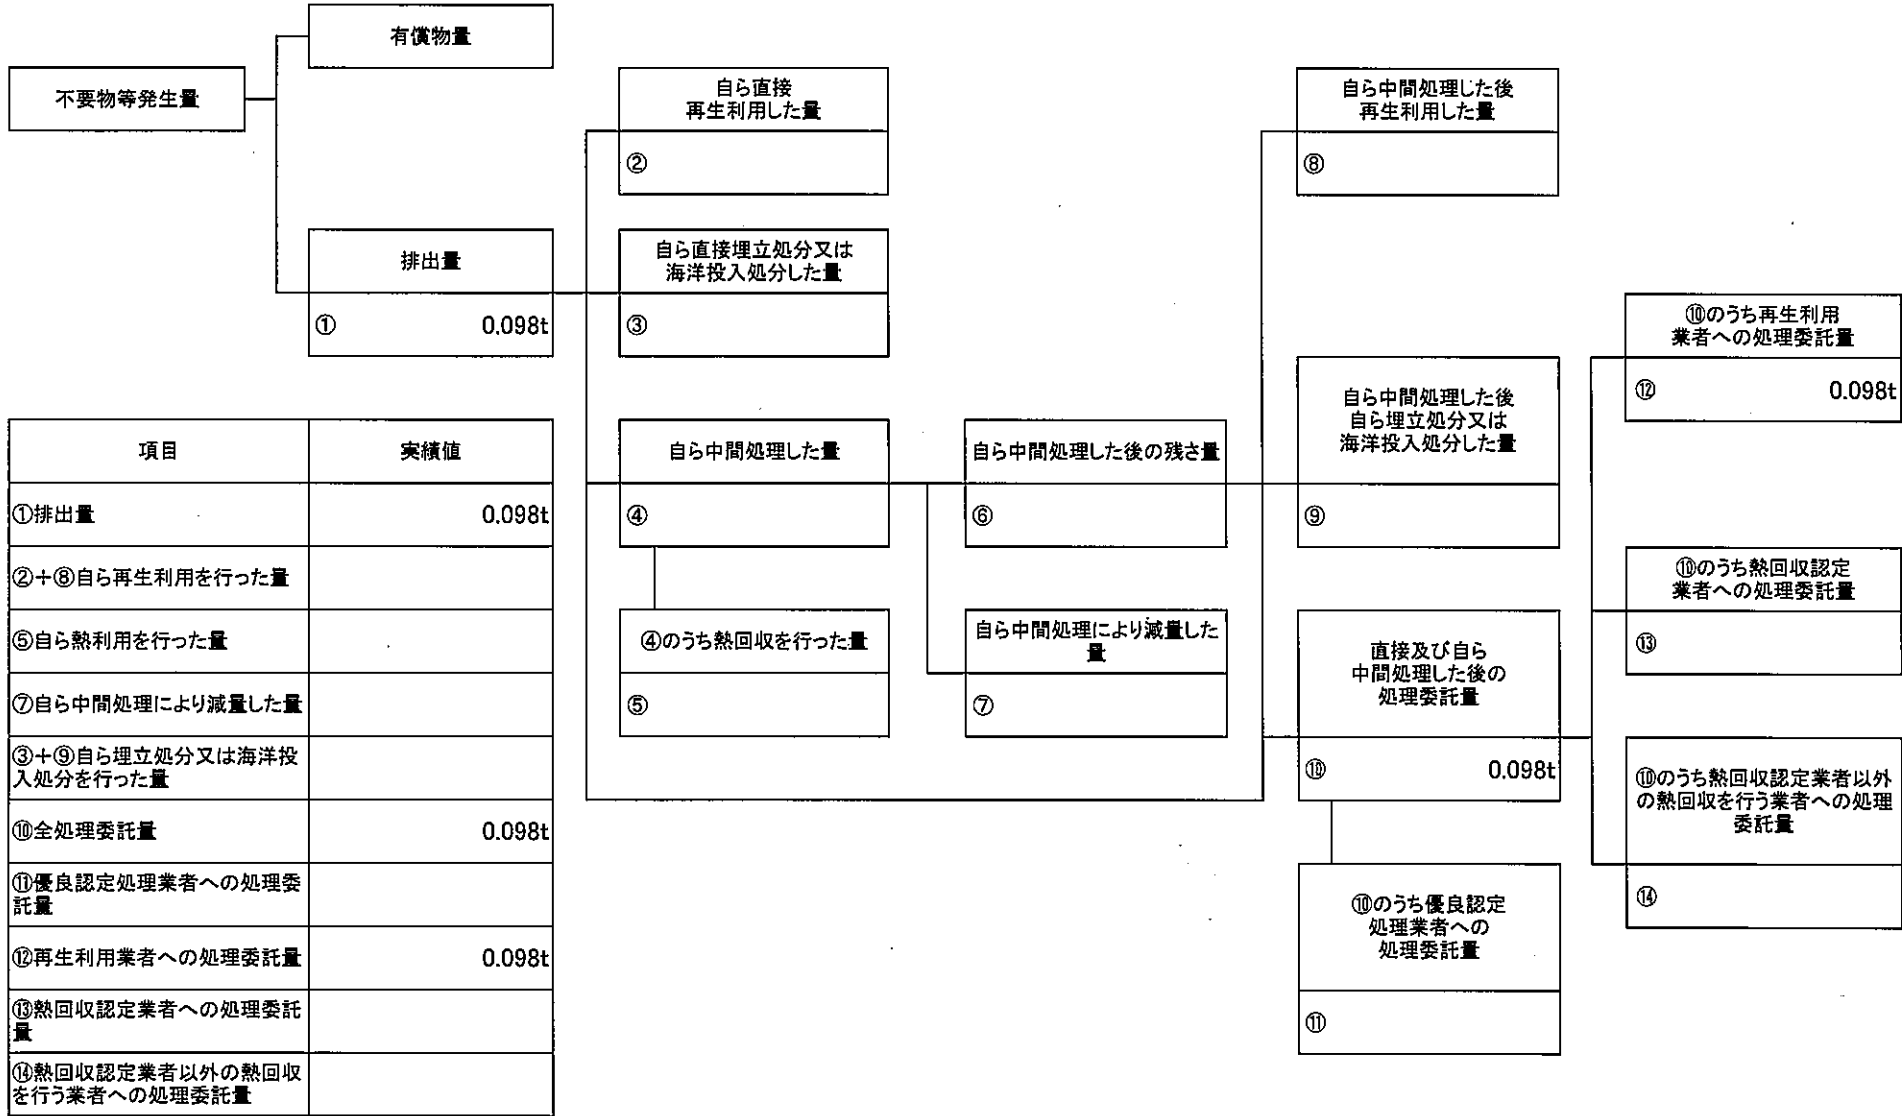 有償物量
不要物等発生量
自ら直接
再生利用した量
②
自ら中間処理した後
再生利用した量
⑧
排出量
① 0.098t
自ら直接埋立処分又は
海洋投入処分した量
③
⑩のうち再生利用
業者への処理委託量
⑫ 0.098t
自ら中間処理した量
④
自ら中間処理した後の残さ量
⑥
自ら中間処理した後
自ら埋立処分又は
海洋投入処分した量
⑨
④のうち熱回収を行った量
⑤
自ら中間処理により減量した
量
⑦
直接及び自ら
中間処理した後の
処理委託量
⑩ 0.098t
⑩のうち熱回収認定
業者への処理委託量
⑬
⑩のうち熱回収認定業者以外
の熱回収を行う業者への処理
委託量
⑭
⑩のうち優良認定
処理業者への
処理委託量
⑪
項目 実績値
①排出量 0.098t
②+⑧自ら再生利用を行った量
⑤自ら熱利用を行った量
⑦自ら中間処理により減量した量
③+⑨自ら埋立処分又は海洋投
入処分を行った量
⑩全処理委託量 0.098t
⑪優良認定処理業者への処理委
託量
⑫再生利用業者への処理委託量 0.098t
⑬熱回収認定業者への処理委託
量
⑭熱回収認定業者以外の熱回収
を行う業者への処理委託量